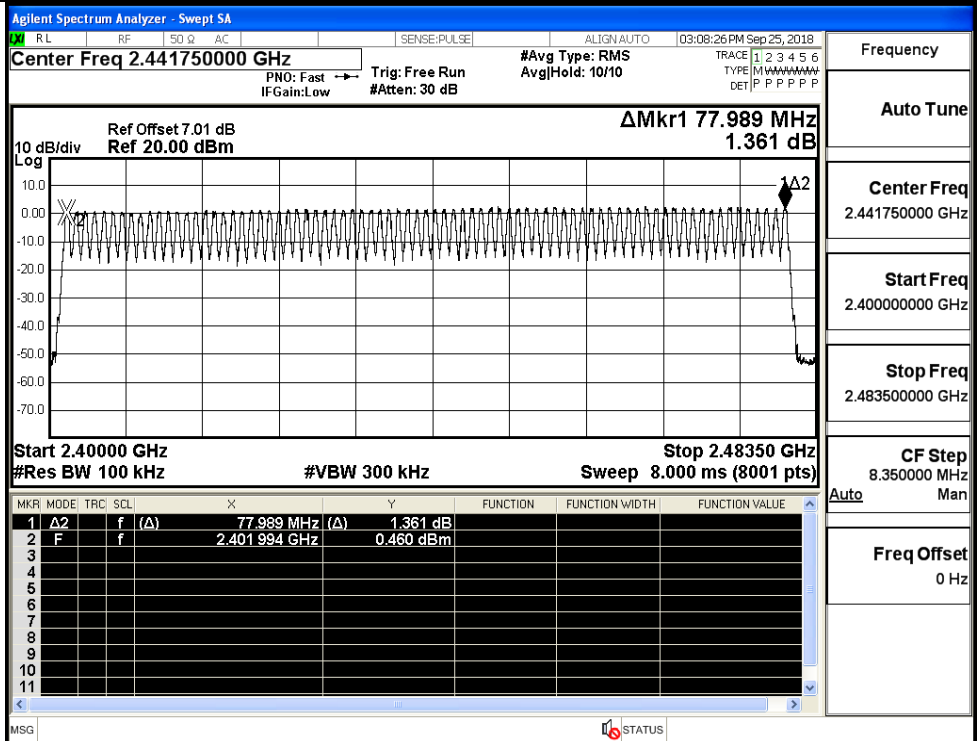 Agilent Spectrum Analyzer - Swept SA
LXI RL RF 50 Ω AC SENSE:PULSE ALIGN AUTO 03:08:26 PM Sep 25, 2018
Center Freq 2.441750000 GHz
PNO: Fast
IFGain:Low
Trig: Free Run
#Atten: 30 dB
#Avg Type: RMS
Avg|Hold: 10/10
TRACE 1 2 3 4 5 6
TYPE M WWWWW
DET P P P P P P
Frequency
Auto Tune
Center Freq
2.441750000 GHz
Start Freq
2.400000000 GHz
Stop Freq
2.483500000 GHz
CF Step
8.350000 MHz
Auto Man
Freq Offset
0 Hz
ΔMkr1 77.989 MHz
1.361 dB
Ref Offset 7.01 dB
10 dB/div Ref 20.00 dBm
Log
10.0
0.00
-10.0
-20.0
-30.0
-40.0
-50.0
-60.0
-70.0
2
1Δ2
Start 2.40000 GHz Stop 2.48350 GHz
#Res BW 100 kHz #VBW 300 kHz Sweep 8.000 ms (8001 pts)
MKR MODE TRC SCL X Y FUNCTION FUNCTION WIDTH FUNCTION VALUE
1 Δ2 f (Δ) 77.989 MHz (Δ) 1.361 dB
2 F f 2.401 994 GHz 0.460 dBm
3
4
5
6
7
8
9
10
11
MSG STATUS